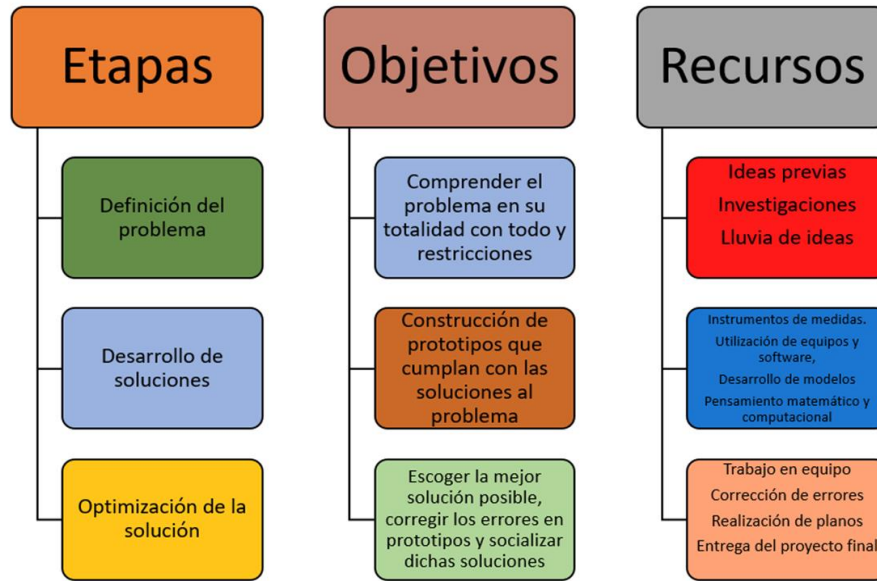 Etapas
Definición del
problema
Desarrollo de
soluciones
Optimización de la
solución
Objetivos
Comprender el
problema en su
totalidad con todo y
restricciones
Construcción de
prototipos que
cumplan con las
soluciones al
problema
Escoger la mejor
solución posible,
corregir los errores en
prototipos y socializar
dichas soluciones
Recursos
Ideas previas
Investigaciones
Lluvia de ideas
Instrumentos de medidas.
Utilización de equipos y
software,
Desarrollo de modelos
Pensamiento matemático y
computacional
Trabajo en equipo
Corrección de errores
Realización de planos
Entrega del proyecto final